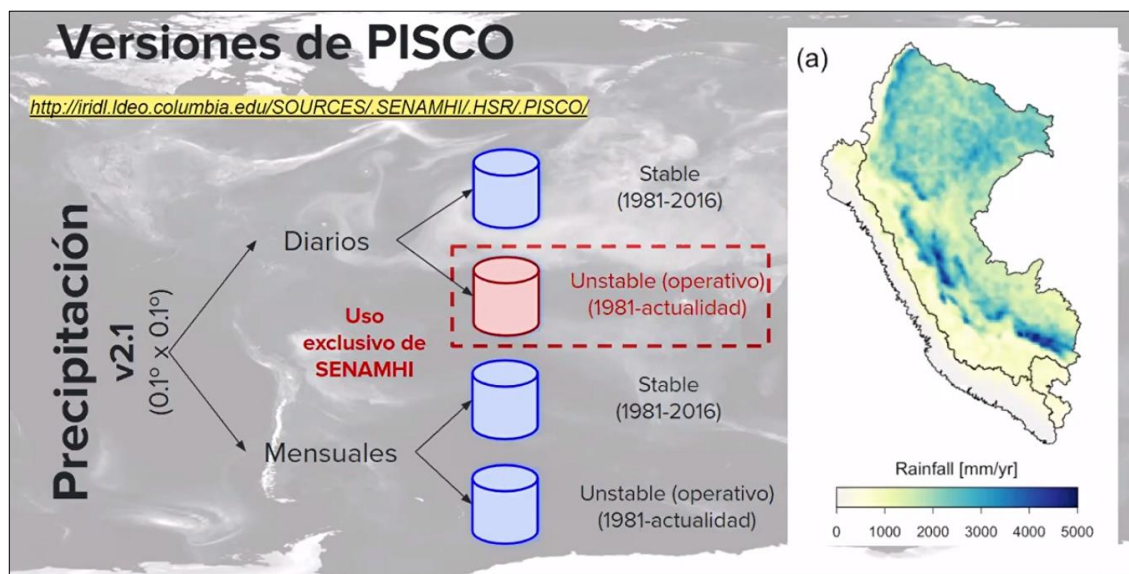 Versiones de PISCO
http://iridl.ldeo.columbia.edu/SOURCES/.SENAMHI/.HSR/.PISCO/
Precipitación
v2.1
(0.1° x 0.1°)
Diarios
Stable
(1981-2016)
Unstable (operativo)
(1981-actualidad)
Uso
exclusivo de
SENAMHI
Mensuales
Stable
(1981-2016)
Unstable (operativo)
(1981-actualidad)
(a)
Rainfall [mm/yr]
0 1000 2000 3000 4000 5000